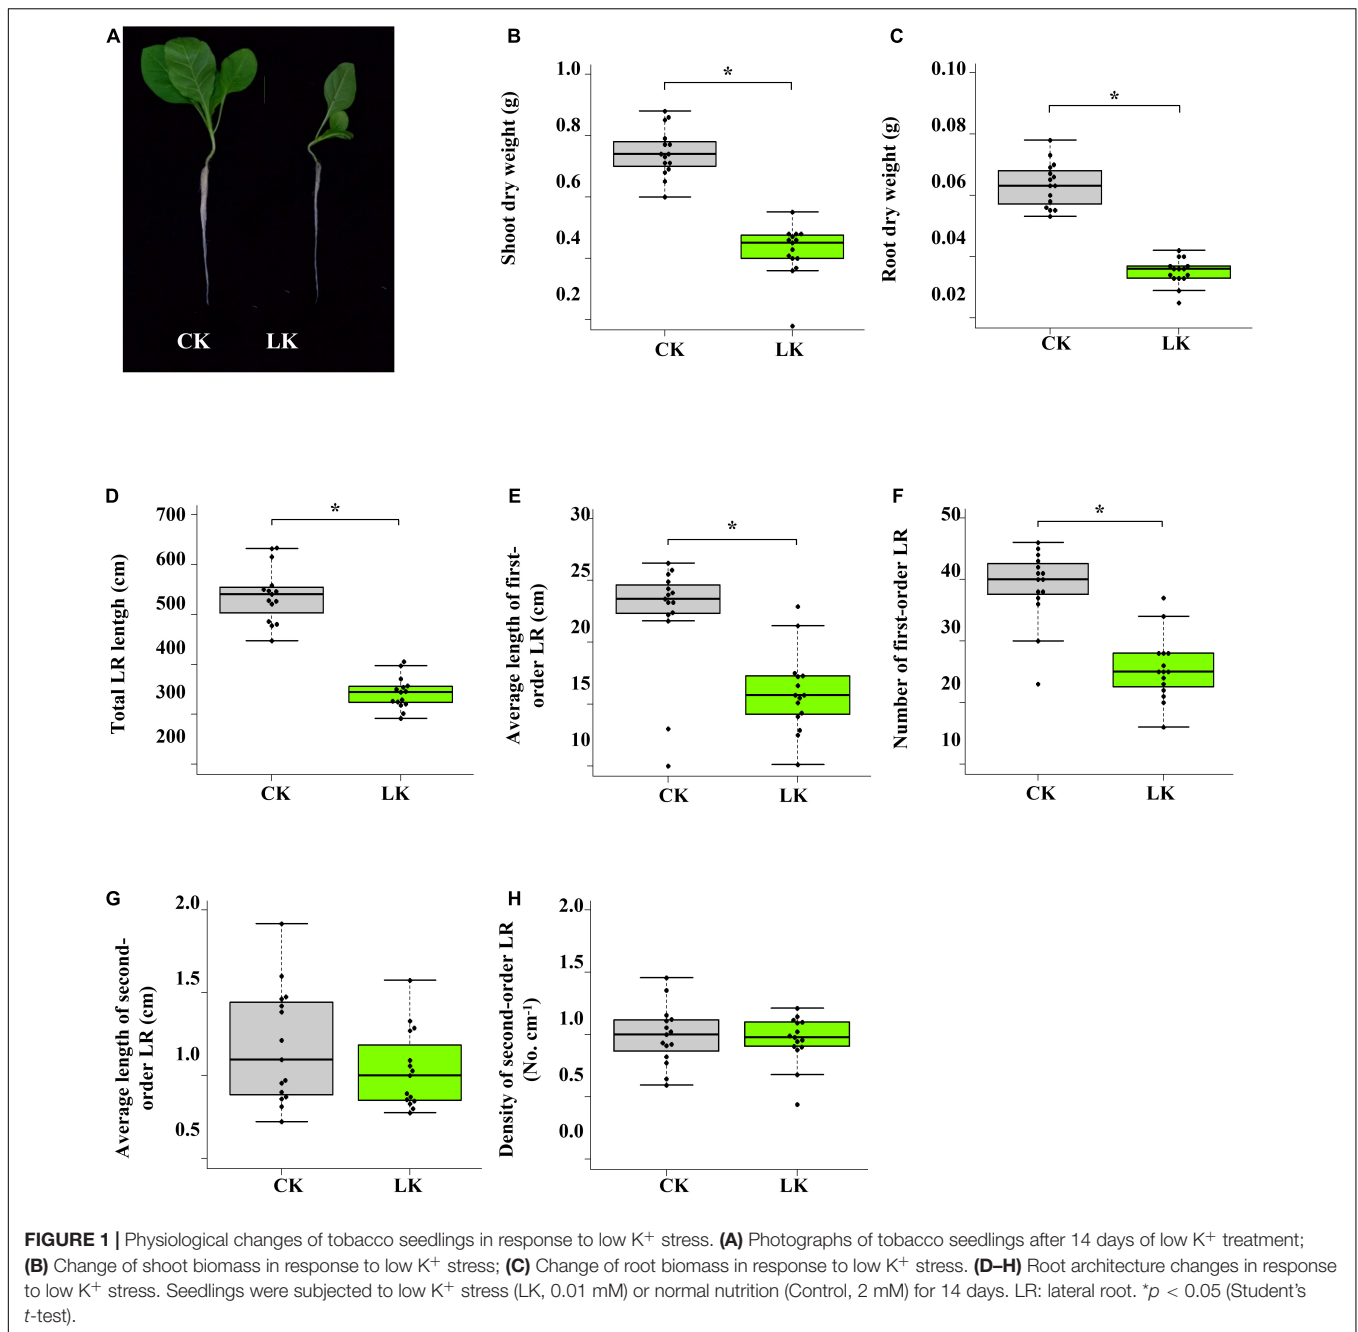 A
CK LK
B
Shoot dry weight (g)
1.0
0.8
0.6
0.4
0.2
*
CK LK
C
Root dry weight (g)
0.10
0.08
0.06
0.04
0.02
*
CK LK
D
Total LR lentgh (cm)
700
600
500
400
300
200
*
CK LK
E
Average length of first-
order LR (cm)
30
25
20
15
10
*
CK LK
F
Number of first-order LR
50
40
30
20
10
*
CK LK
G
Average length of second-
order LR (cm)
2.0
1.5
1.0
0.5
CK LK
H
Density of second-order LR
(No. cm⁻¹)
2.0
1.5
1.0
0.5
0.0
CK LK
FIGURE 1 | Physiological changes of tobacco seedlings in response to low K⁺ stress. (A) Photographs of tobacco seedlings after 14 days of low K⁺ treatment;
(B) Change of shoot biomass in response to low K⁺ stress; (C) Change of root biomass in response to low K⁺ stress. (D–H) Root architecture changes in response
to low K⁺ stress. Seedlings were subjected to low K⁺ stress (LK, 0.01 mM) or normal nutrition (Control, 2 mM) for 14 days. LR: lateral root. *p < 0.05 (Student's
t-test).